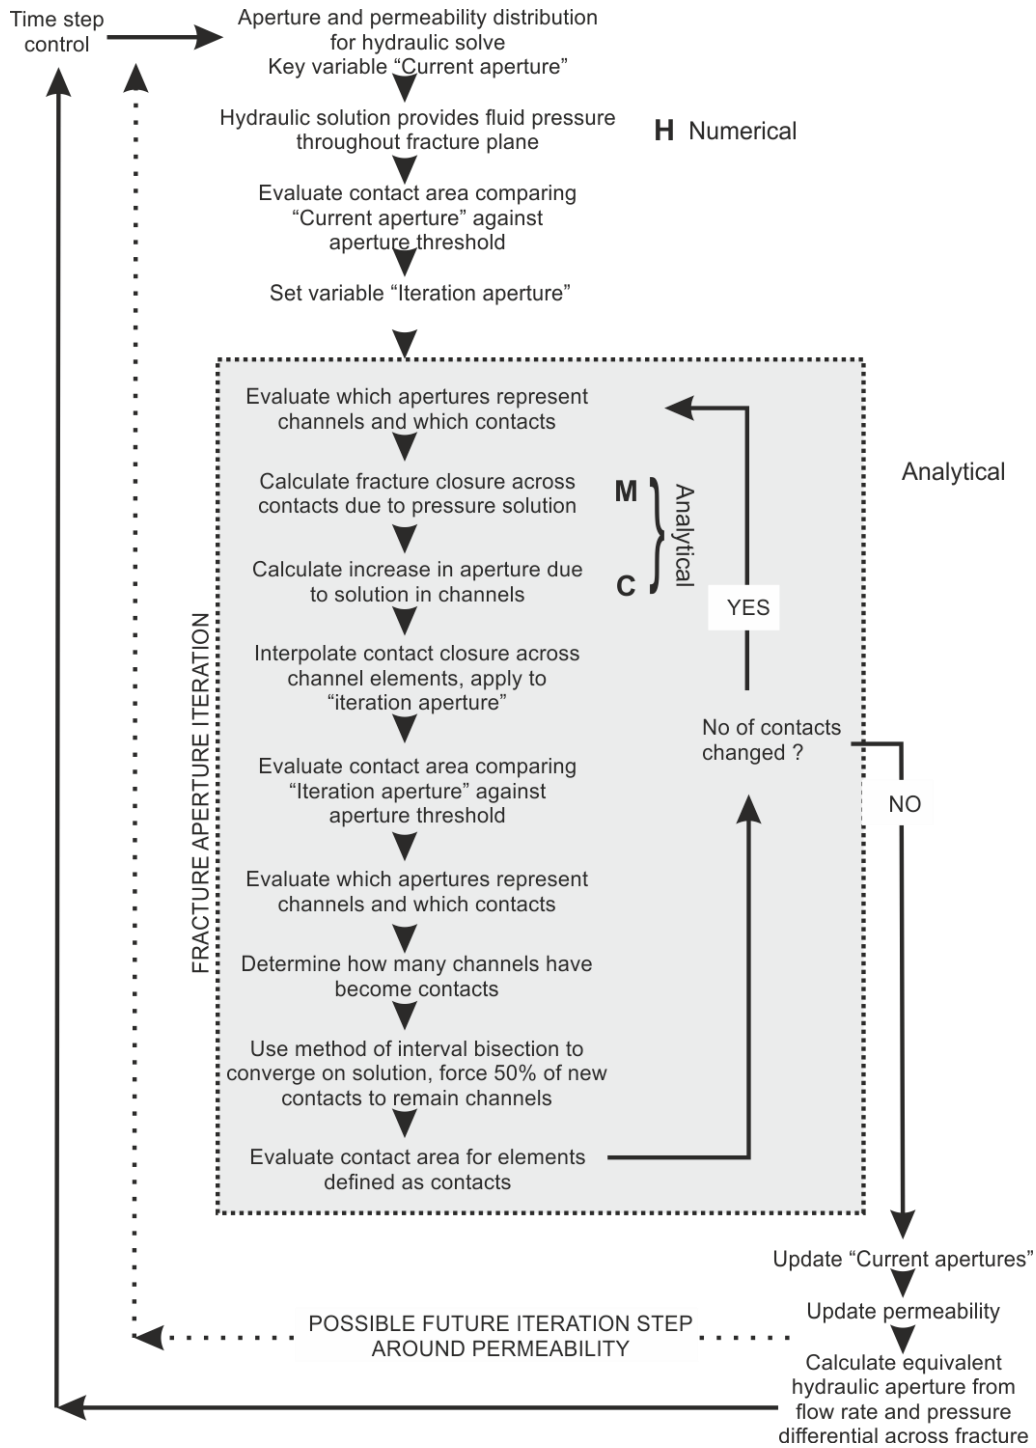 Time step
control
Aperture and permeability distribution
for hydraulic solve
Key variable “Current aperture”
Hydraulic solution provides fluid pressure
throughout fracture plane
H Numerical
Evaluate contact area comparing
“Current aperture” against
aperture threshold
Set variable “Iteration aperture”
FRACTURE APERTURE ITERATION
Evaluate which apertures represent
channels and which contacts
Calculate fracture closure across
contacts due to pressure solution
Calculate increase in aperture due
to solution in channels
M
C
Analytical
Analytical
Interpolate contact closure across
channel elements, apply to
“iteration aperture”
Evaluate contact area comparing
“Iteration aperture” against
aperture threshold
Evaluate which apertures represent
channels and which contacts
Determine how many channels have
become contacts
Use method of interval bisection to
converge on solution, force 50% of new
contacts to remain channels
Evaluate contact area for elements
defined as contacts
No of contacts
changed ?
YES
NO
Update “Current apertures”
Update permeability
Calculate equivalent
hydraulic aperture from
flow rate and pressure
differential across fracture
POSSIBLE FUTURE ITERATION STEP
AROUND PERMEABILITY